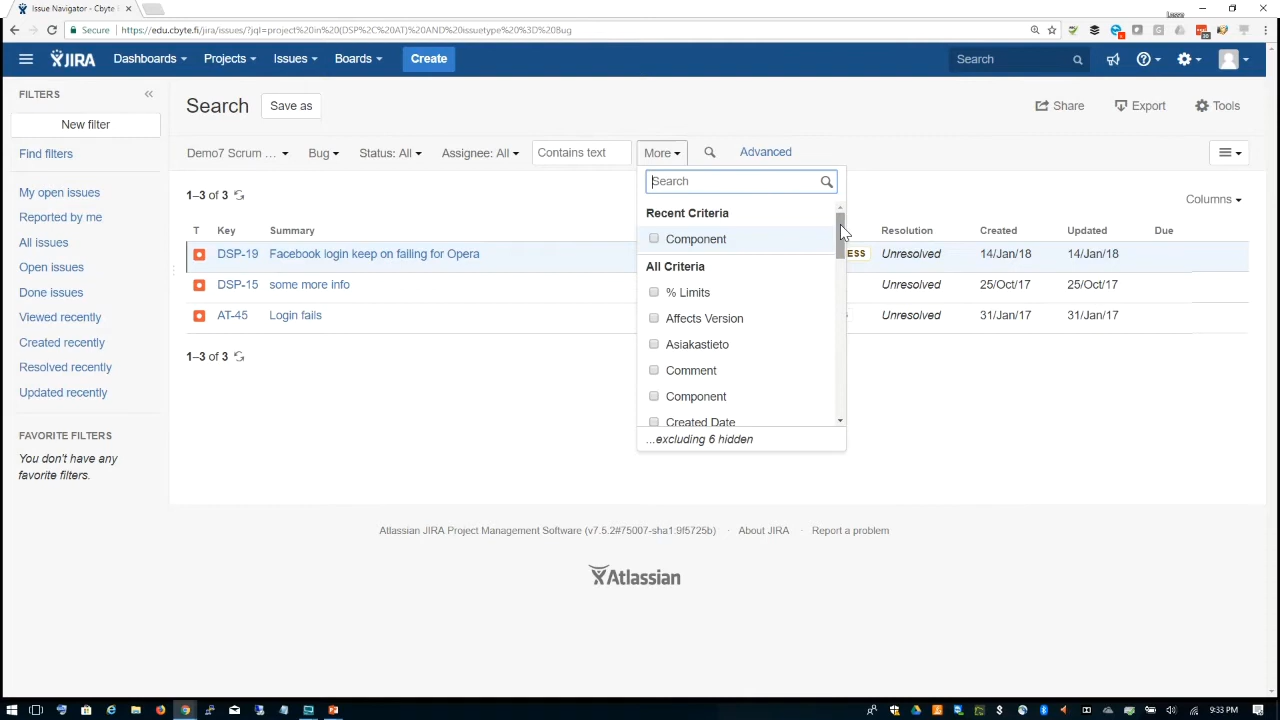 Issue Navigator - Cbyte
Secure https://edu.cbyte.fi/jira/issues/?jql=project%20in%20(DSP%2C%20AT)%20AND%20issuetype%20%3D%20Bug
JIRA Dashboards Projects Issues Boards Create Search
FILTERS
New filter
Find filters
My open issues
Reported by me
All issues
Open issues
Done issues
Viewed recently
Created recently
Resolved recently
Updated recently
FAVORITE FILTERS
You don't have any
favorite filters.
Search Save as Share Export Tools
Demo7 Scrum ... Bug Status: All Assignee: All Contains text More Advanced
1–3 of 3 Columns
T Key Summary Resolution Created Updated Due
DSP-19 Facebook login keep on failing for Opera ESS Unresolved 14/Jan/18 14/Jan/18
DSP-15 some more info Unresolved 25/Oct/17 25/Oct/17
AT-45 Login fails Unresolved 31/Jan/17 31/Jan/17
1–3 of 3
Search
Recent Criteria
Component
All Criteria
% Limits
Affects Version
Asiakastieto
Comment
Component
Created Date
...excluding 6 hidden
Atlassian JIRA Project Management Software (v7.5.2#75007-sha1:9f5725b) · About JIRA · Report a problem
Atlassian
9:33 PM